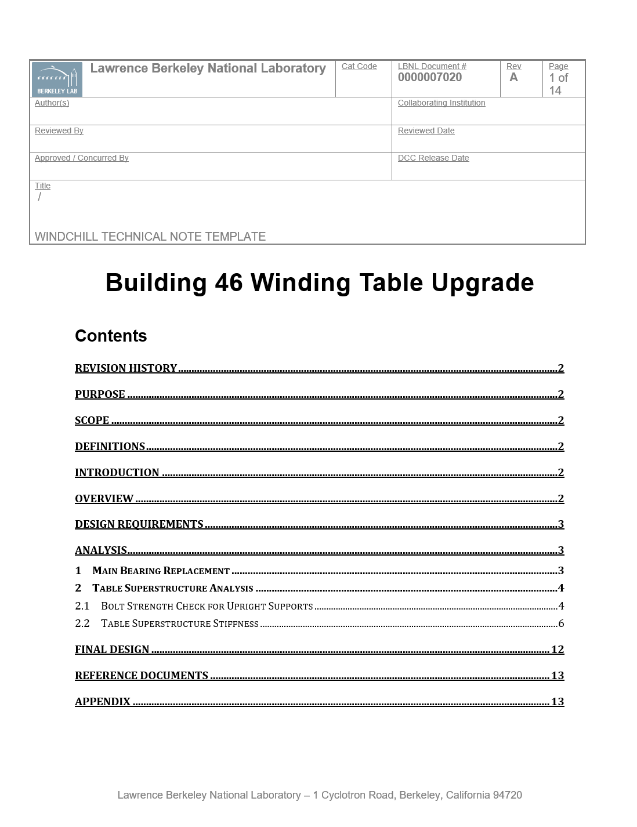 BERKELEY LAB
Lawrence Berkeley National Laboratory
Cat Code
LBNL Document #
0000007020
Rev
A
Page
1 of
14
Author(s)
Collaborating Institution
Reviewed By
Reviewed Date
Approved / Concurred By
DCC Release Date
Title
/
WINDCHILL TECHNICAL NOTE TEMPLATE
Building 46 Winding Table Upgrade
Contents
REVISION HISTORY 2
PURPOSE 2
SCOPE 2
DEFINITIONS 2
INTRODUCTION 2
OVERVIEW 2
DESIGN REQUIREMENTS 3
ANALYSIS 3
1 MAIN BEARING REPLACEMENT 3
2 TABLE SUPERSTRUCTURE ANALYSIS 4
2.1 BOLT STRENGTH CHECK FOR UPRIGHT SUPPORTS 4
2.2 TABLE SUPERSTRUCTURE STIFFNESS 6
FINAL DESIGN 12
REFERENCE DOCUMENTS 13
APPENDIX 13
Lawrence Berkeley National Laboratory – 1 Cyclotron Road, Berkeley, California 94720